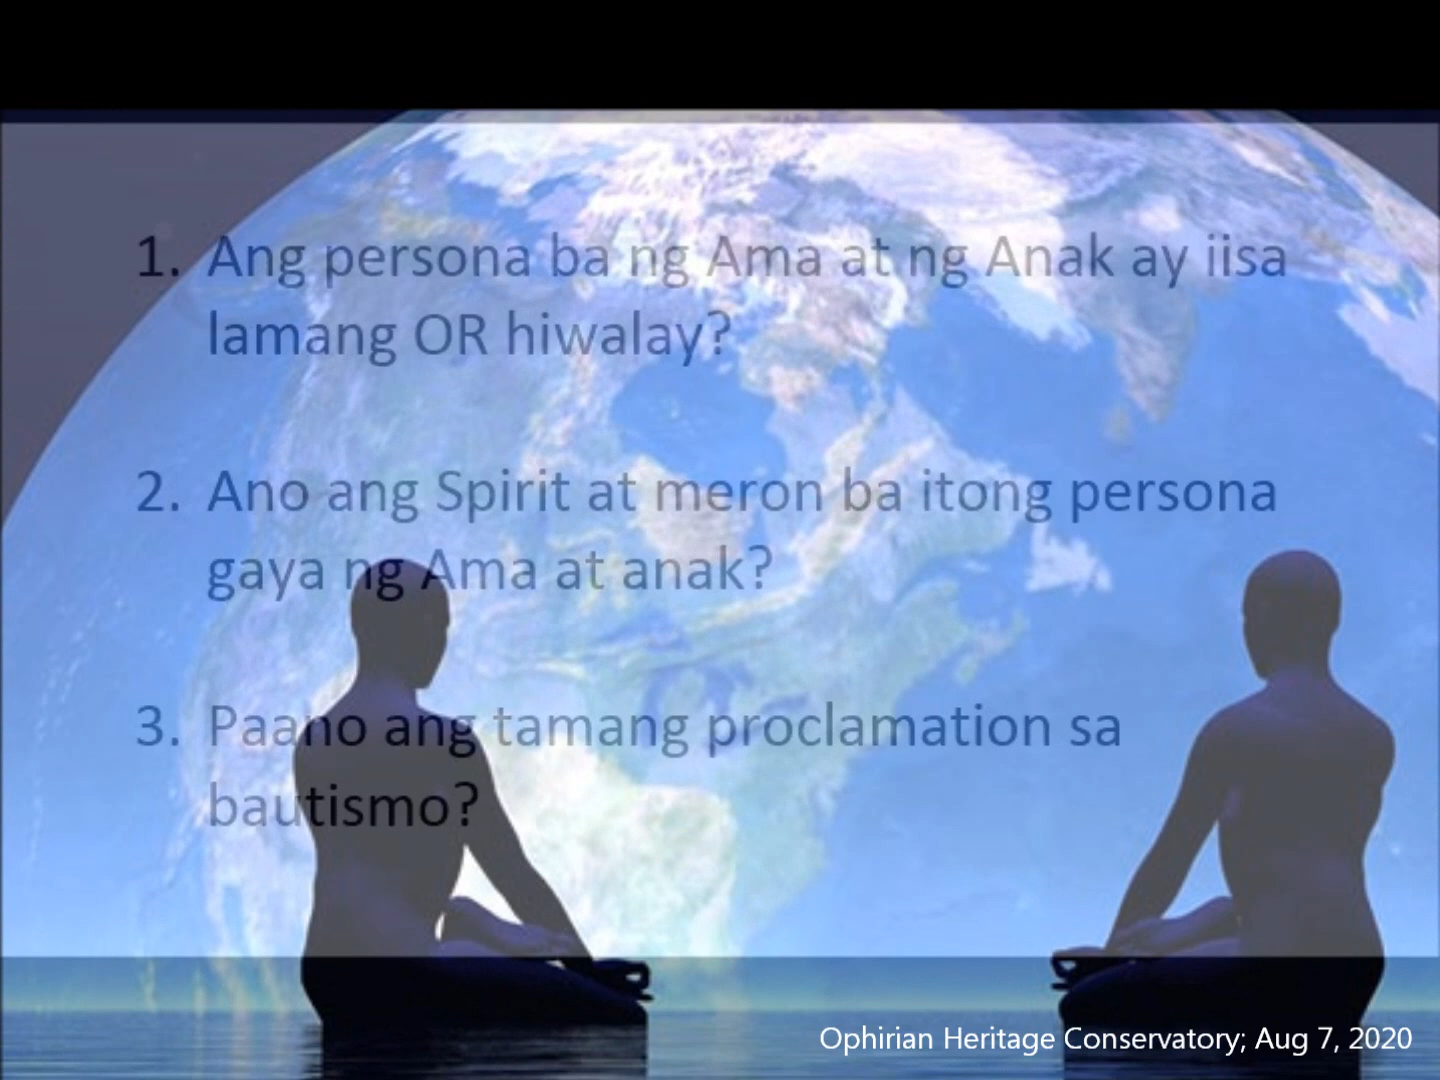 1. Ang persona ba ng Ama at ng Anak ay iisa
lamang OR hiwalay?
2. Ano ang Spirit at meron ba itong persona
gaya ng Ama at anak?
3. Paano ang tamang proclamation sa
bautismo?
Ophirian Heritage Conservatory; Aug 7, 2020